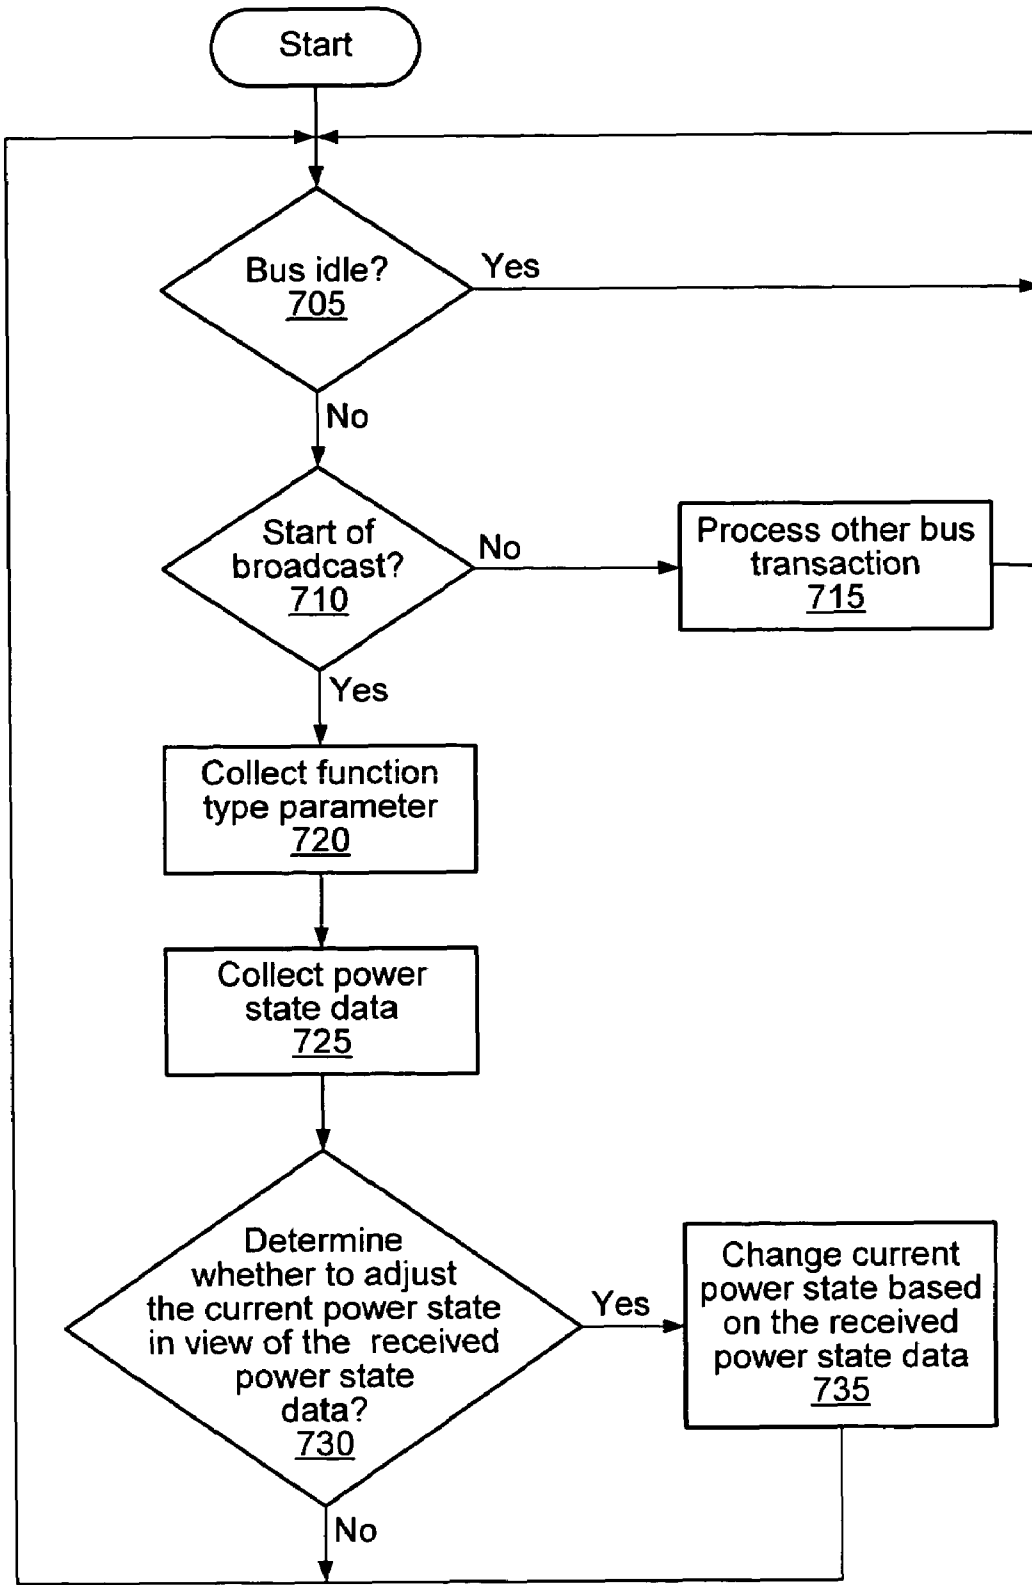 Start
Bus idle?
705
Yes
No
Start of
broadcast?
710
No
Process other bus
transaction
715
Yes
Collect function
type parameter
720
Collect power
state data
725
Determine
whether to adjust
the current power state
in view of the received
power state
data?
730
Yes
Change current
power state based
on the received
power state data
735
No